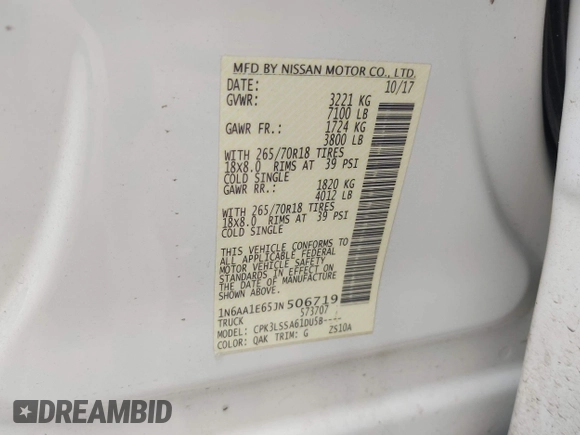 MFD BY NISSAN MOTOR CO., LTD.
DATE: 10/17
GVWR: 3221 KG
7100 LB
GAWR FR.: 1724 KG
3800 LB
WITH 265/70R18 TIRES
18x8.0 RIMS AT 39 PSI
COLD SINGLE
GAWR RR.: 1820 KG
4012 LB
WITH 265/70R18 TIRES
18x8.0 RIMS AT 39 PSI
COLD SINGLE
THIS VEHICLE CONFORMS TO
ALL APPLICABLE FEDERAL
MOTOR VEHICLE SAFETY
STANDARDS IN EFFECT ON
THE DATE OF MANUFACTURE
SHOWN ABOVE.
1N6AA1E65JN506719
TRUCK 573707
MODEL: CPK3LSSA61DU58----
COLOR: QAK TRIM: G ZS10A
DREAMBID